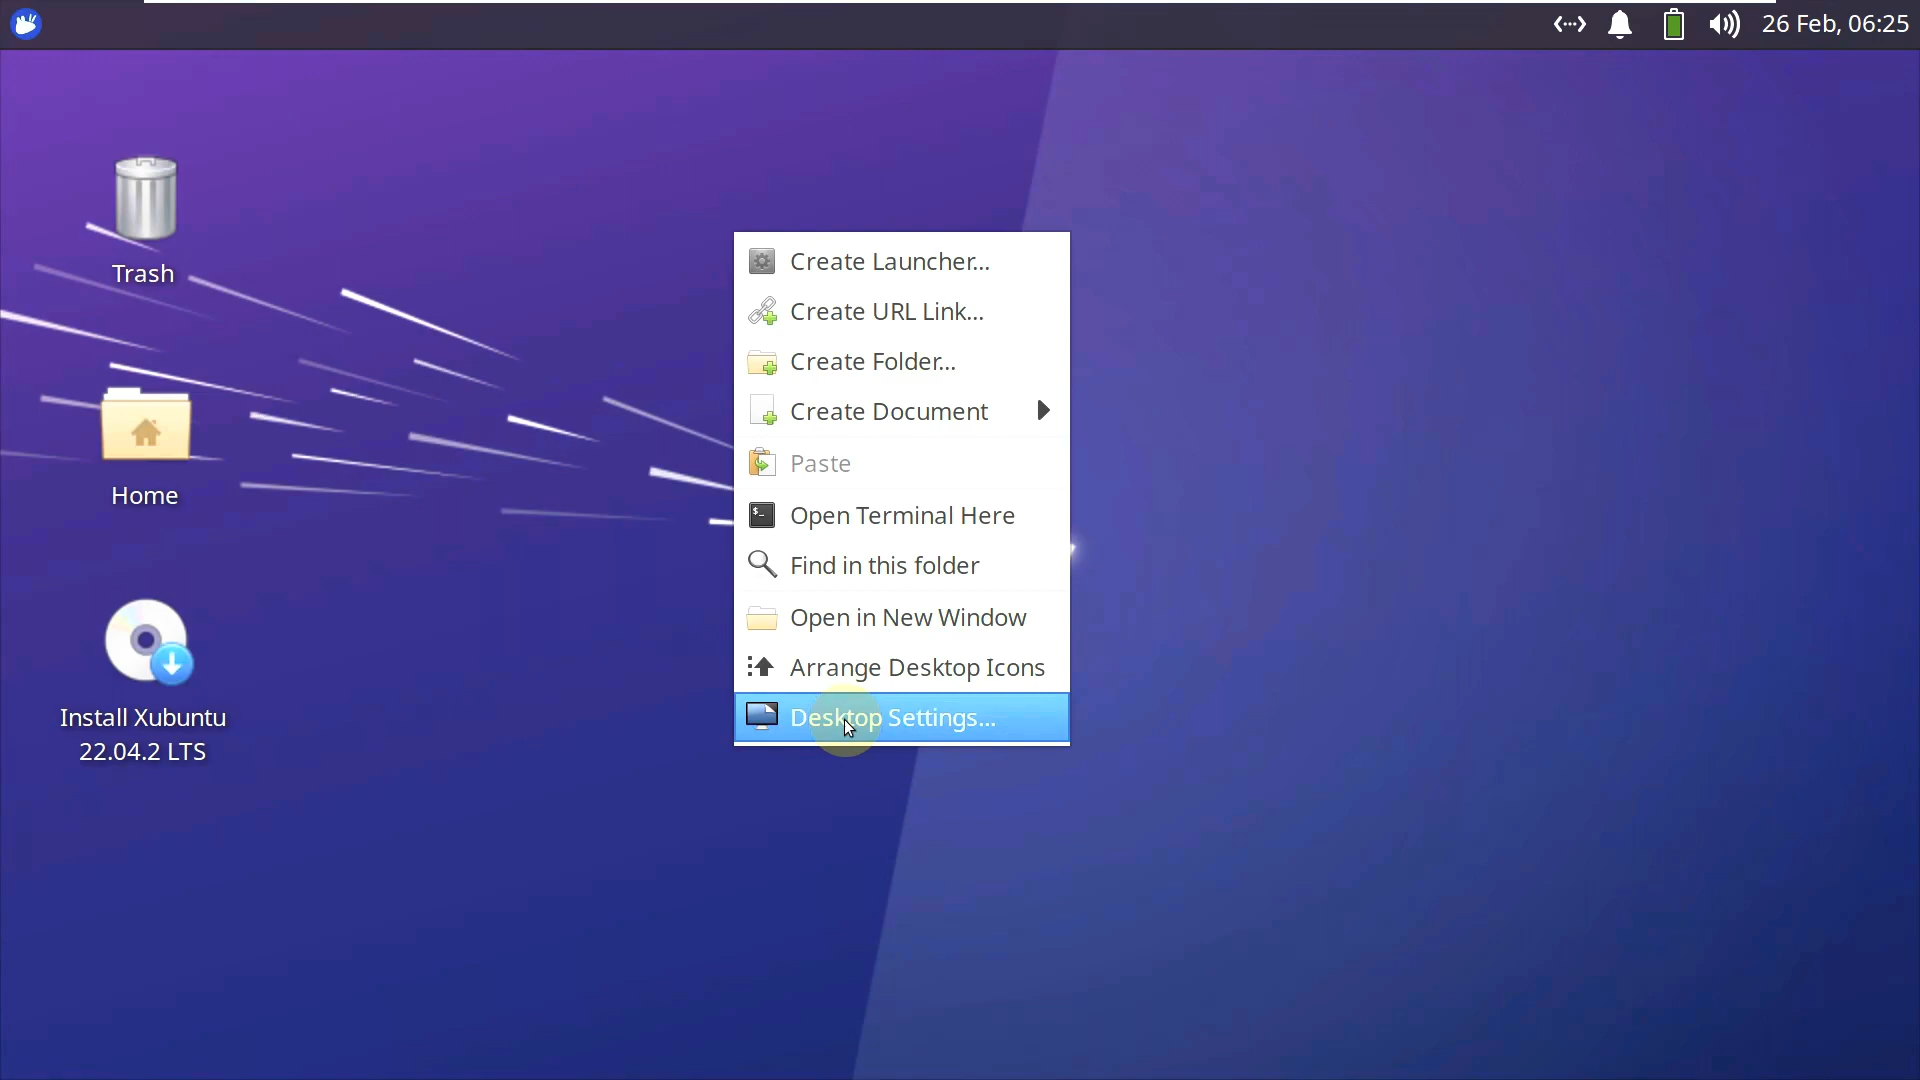 26 Feb, 06:25
Trash
Home
Install Xubuntu
22.04.2 LTS
Create Launcher...
Create URL Link...
Create Folder...
Create Document
Paste
Open Terminal Here
Find in this folder
Open in New Window
Arrange Desktop Icons
Desktop Settings...